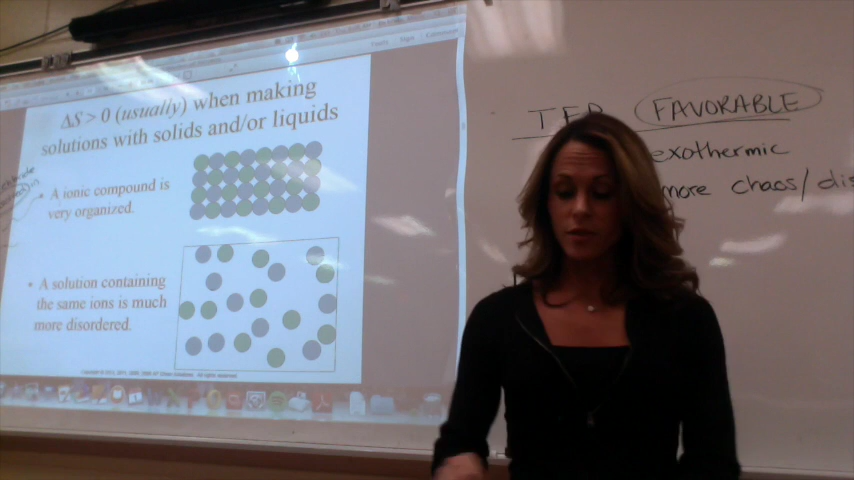 ΔS > 0 (usually) when making
solutions with solids and/or liquids
• A ionic compound is
very organized.
• A solution containing
the same ions is much
more disordered.
FAVORABLE
exothermic
more chaos/dis